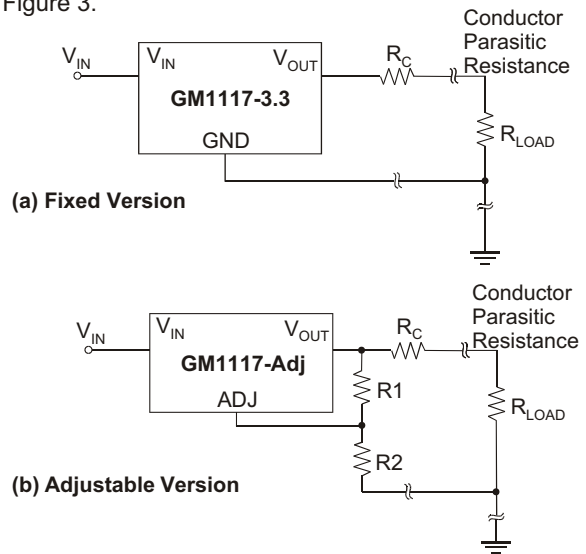 Figure 3.
Conductor
Parasitic
Resistance
V_IN
V_IN
V_OUT
R_C
GM1117-3.3
GND
R_LOAD
(a) Fixed Version
Conductor
Parasitic
Resistance
V_IN
V_IN
V_OUT
R_C
GM1117-Adj
R1
ADJ
R_LOAD
R2
(b) Adjustable Version